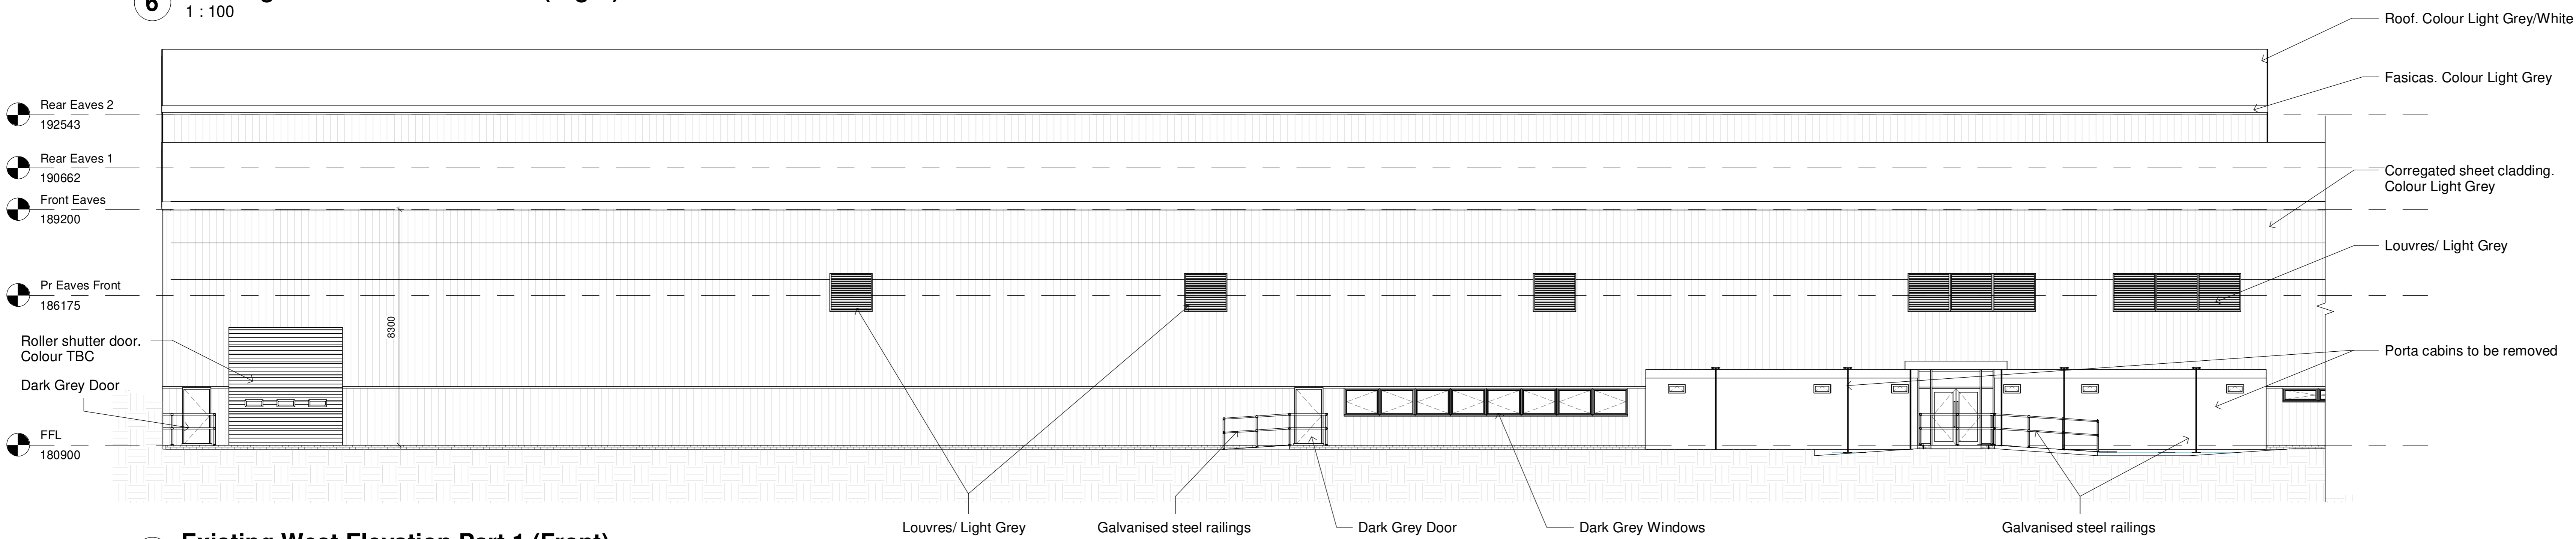 6
1 : 100
Roof. Colour Light Grey/White
Fasicas. Colour Light Grey
Rear Eaves 2
192543
Rear Eaves 1
190662
Corregated sheet cladding.
Colour Light Grey
Front Eaves
189200
Louvres/ Light Grey
Pr Eaves Front
186175
8300
Roller shutter door.
Colour TBC
Porta cabins to be removed
Dark Grey Door
FFL
180900
Louvres/ Light Grey
Galvanised steel railings
Dark Grey Door
Dark Grey Windows
Galvanised steel railings
Existing West Elevation Part 1 (Front)